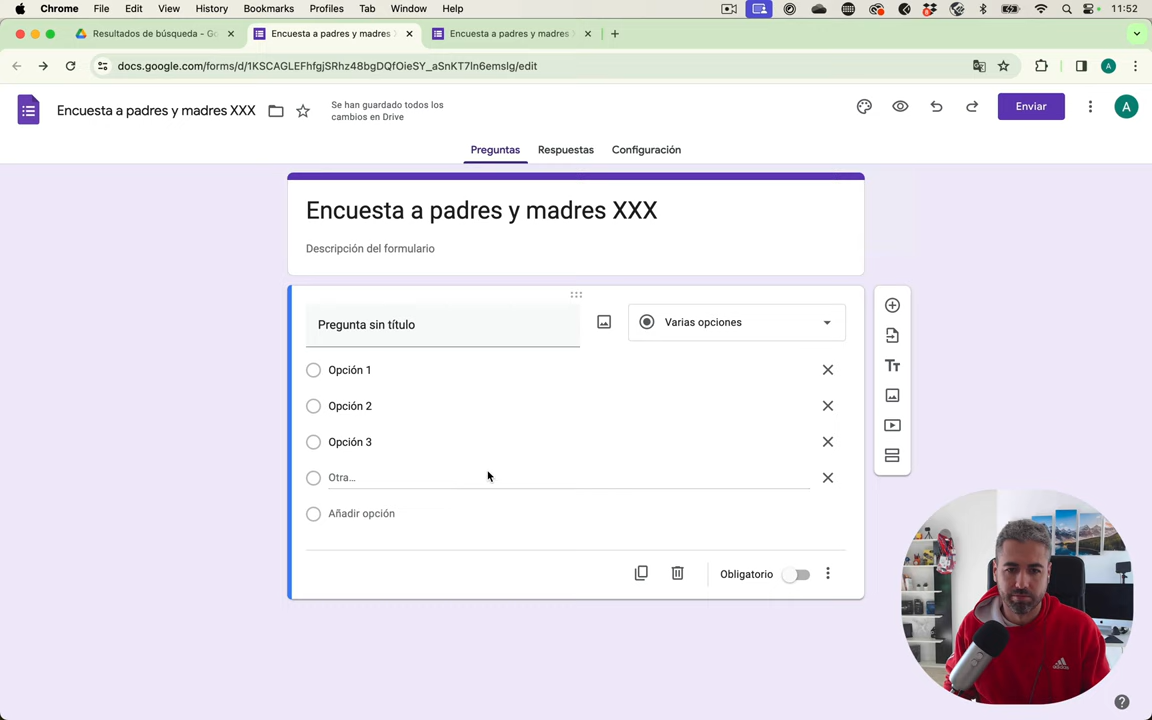 Chrome File Edit View History Bookmarks Profiles Tab Window Help 11:52
Resultados de búsqueda - Go
Encuesta a padres y madres
Encuesta a padres y madres
docs.google.com/forms/d/1KSCAGLEFhfgjSRhz48bgDQfOieSY_aSnKT7ln6emslg/edit
A
Encuesta a padres y madres XXX
Se han guardado todos los
cambios en Drive
Enviar
A
Preguntas Respuestas Configuración
Encuesta a padres y madres XXX
Descripción del formulario
Pregunta sin título
Varias opciones
Opción 1
Opción 2
Opción 3
Otra...
Añadir opción
Obligatorio
Tt
?